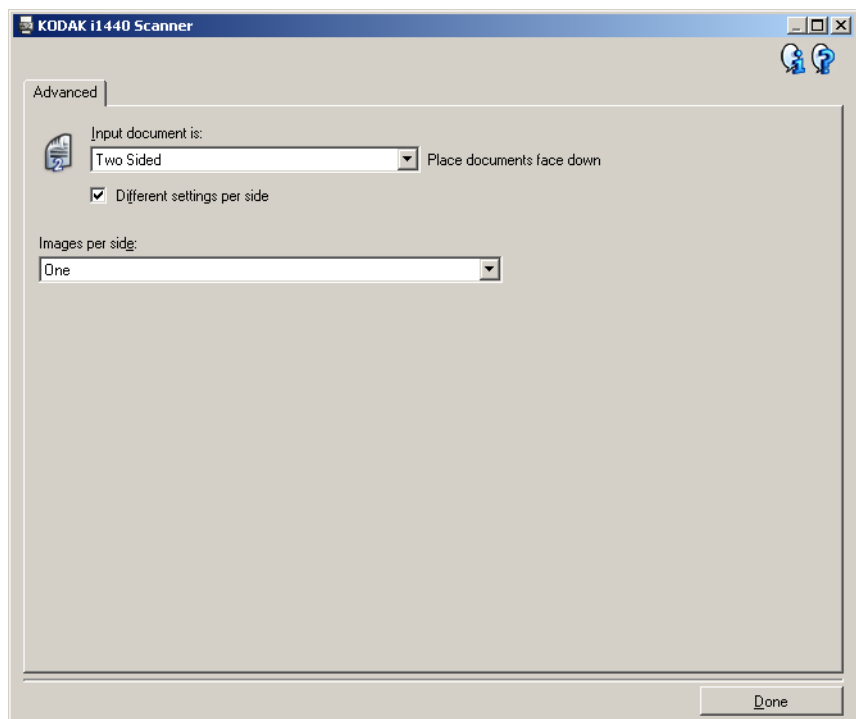 KODAK i1440 Scanner
Advanced
Input document is:
Two Sided
Place documents face down
Different settings per side
Images per side:
One
Done